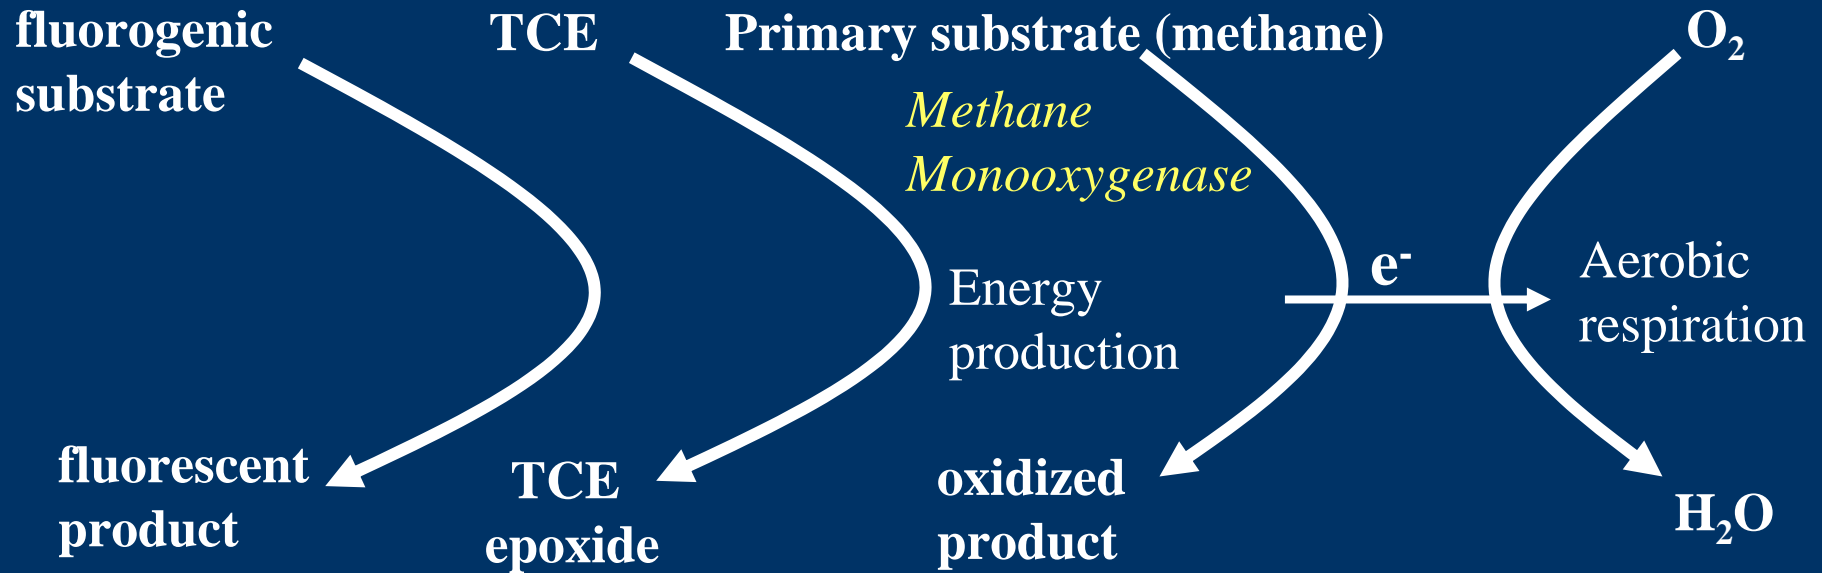 fluorogenic
substrate
TCE
Primary substrate (methane)
O₂
Methane
Monooxygenase
Energy
production
e⁻
Aerobic
respiration
fluorescent
product
TCE
epoxide
oxidized
product
H₂O